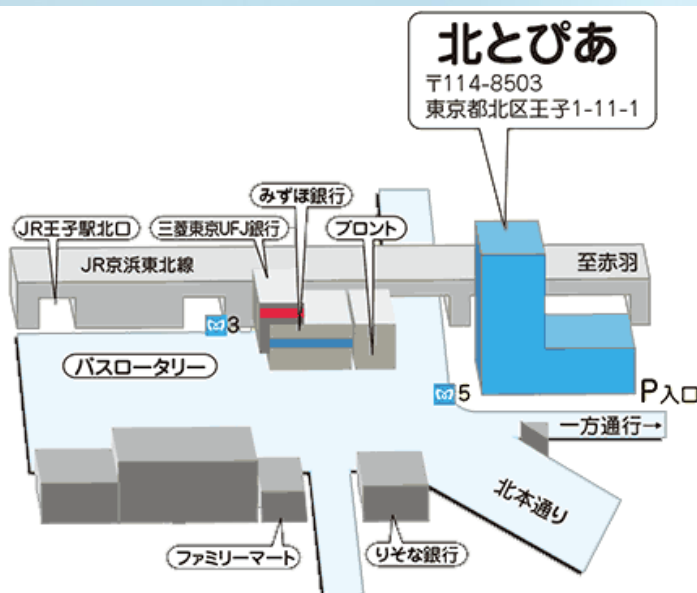 北とぴあ
〒114-8503
東京都北区王子1-11-1
みずほ銀行
JR王子駅北口
三菱東京UFJ銀行
プロント
JR京浜東北線
至赤羽
3
バスロータリー
5
P入口
一方通行→
北本通り
ファミリーマート
りそな銀行